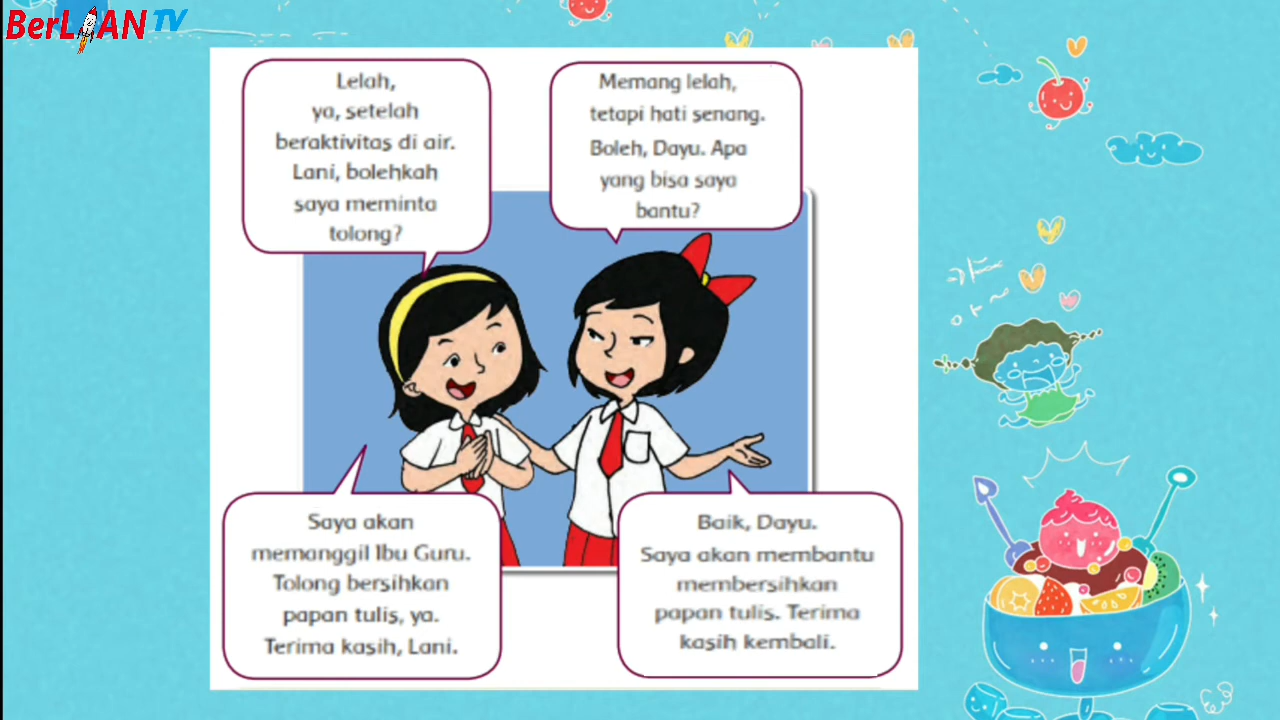 BerLIAN TV
Lelah,
ya, setelah
beraktivitas di air.
Lani, bolehkah
saya meminta
tolong?
Memang lelah,
tetapi hati senang.
Boleh, Dayu. Apa
yang bisa saya
bantu?
Saya akan
memanggil Ibu Guru.
Tolong bersihkan
papan tulis, ya.
Terima kasih, Lani.
Baik, Dayu.
Saya akan membantu
membersihkan
papan tulis. Terima
kasih kembali.